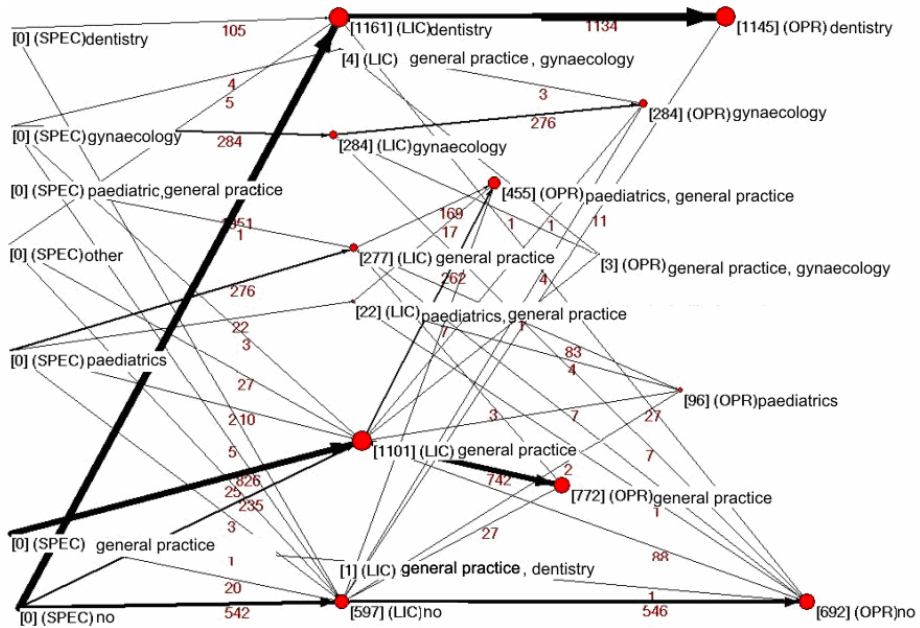 105
[1161] (LIC)dentistry
1134
[1145] (OPR) dentistry
[0] (SPEC)dentistry
[4] (LIC) general practice, gynaecology
4
5
3
[284] (OPR) gynaecology
[0] (SPEC)gynaecology
284
[284] (LIC)gynaecology
276
[0] (SPEC) paediatric,general practice
[455] (OPR)paediatrics, general practice
169
17
1
1
11
1
[0] (SPEC)other
[277] (LIC) general practice
[3] (OPR) general practice, gynaecology
262
4
276
[22] (LIC)paediatrics,general practice
22
3
7
1
83
4
[0] (SPEC)paediatrics
27
[96] (OPR)paediatrics
210
3
7
27
5
[1101] (LIC) general practice
7
826
25
235
742
2
[772] (OPR)general practice
3
1
27
[0] (SPEC) general practice
1
88
[1] (LIC) general practice, dentistry
20
1
542
546
[0] (SPEC)no
[597] (LIC)no
[692] (OPR)no